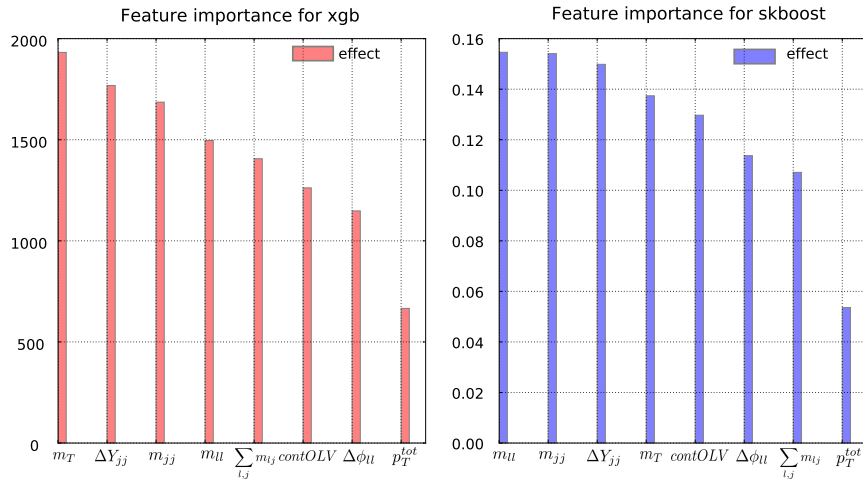 Feature importance for xgb
effect
2000
1500
1000
500
0
m_T ΔY_jj m_jj m_ll ∑_{l,j} m_lj contOLV Δϕ_ll p_T^tot
Feature importance for skboost
effect
0.16
0.14
0.12
0.10
0.08
0.06
0.04
0.02
0.00
m_ll m_jj ΔY_jj m_T contOLV Δϕ_ll ∑_{l,j} m_lj p_T^tot